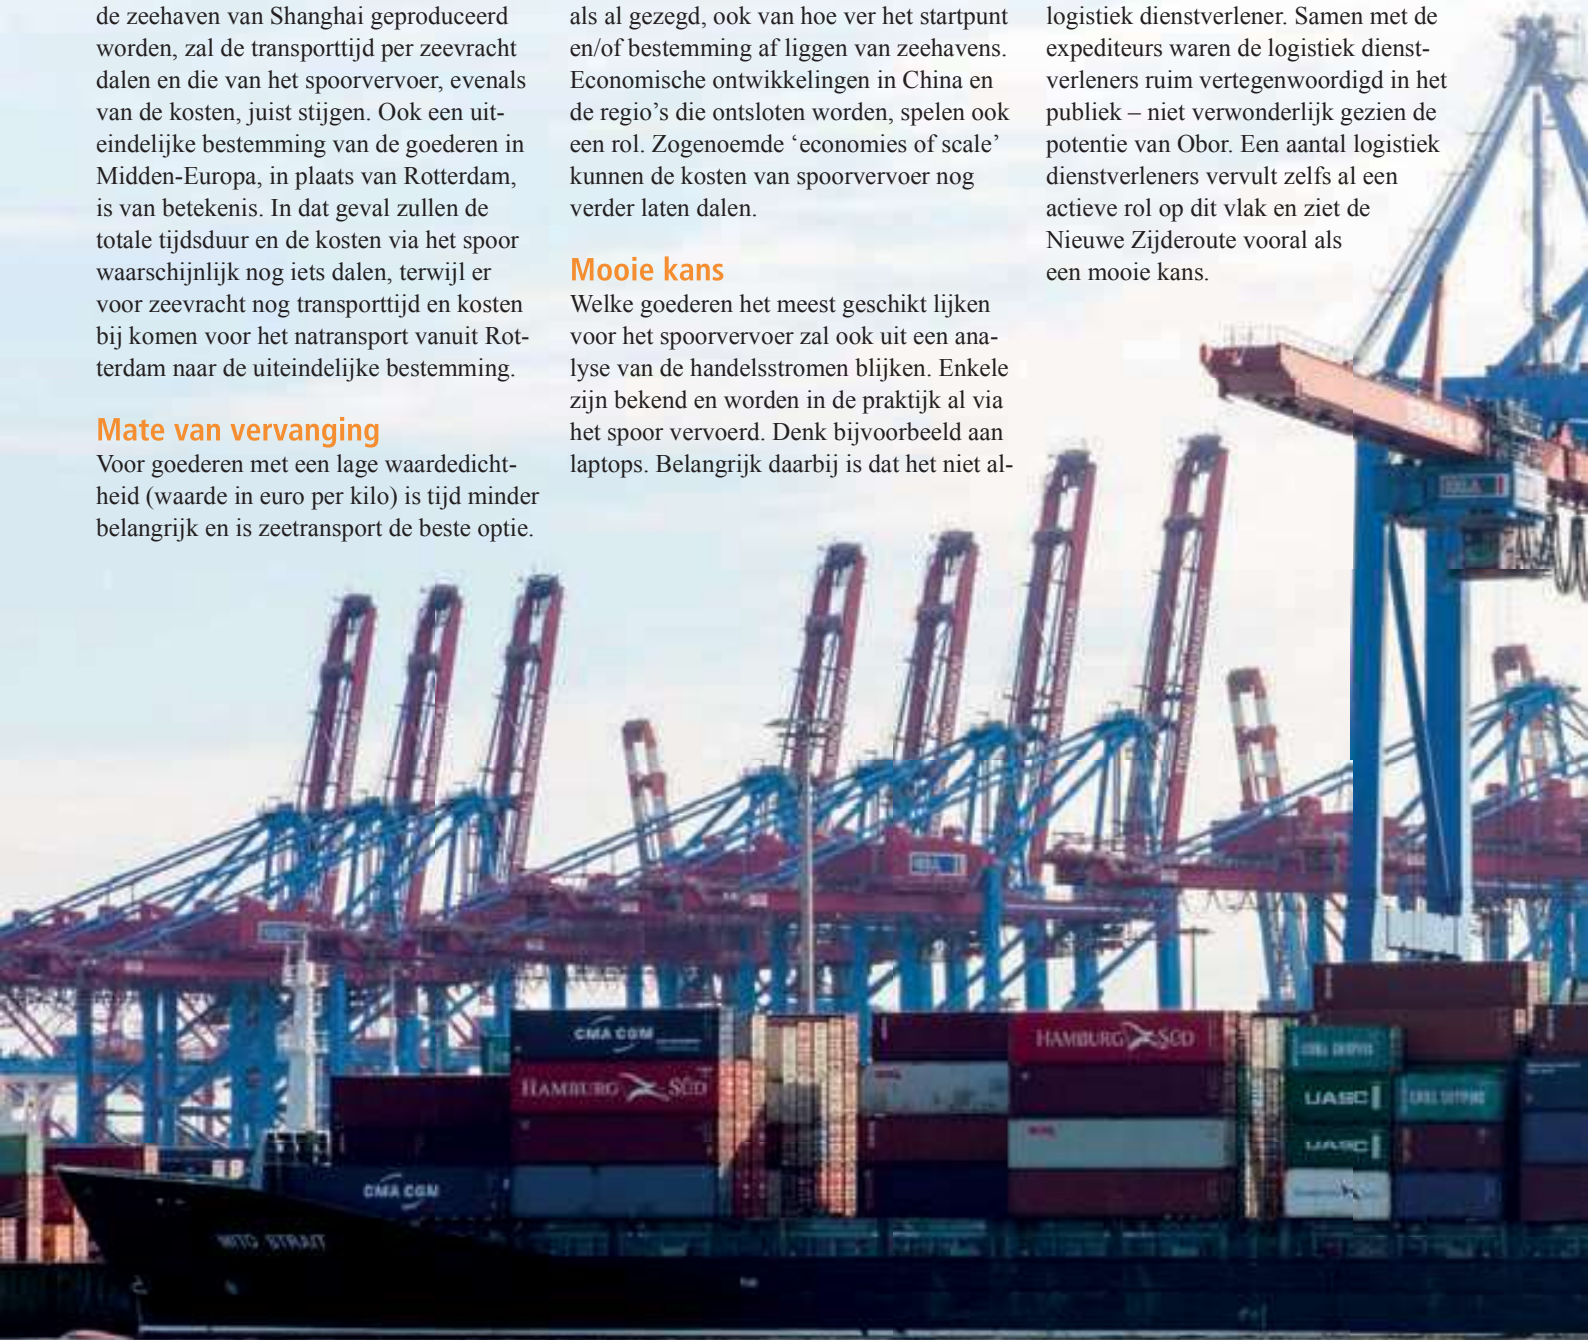 de zeehaven van Shanghai geproduceerd
worden, zal de transporttijd per zeevracht
dalen en die van het spoorvervoer, evenals
van de kosten, juist stijgen. Ook een uit-
eindelijke bestemming van de goederen in
Midden-Europa, in plaats van Rotterdam,
is van betekenis. In dat geval zullen de
totale tijdsduur en de kosten via het spoor
waarschijnlijk nog iets dalen, terwijl er
voor zeevracht nog transporttijd en kosten
bij komen voor het natransport vanuit Rot-
terdam naar de uiteindelijke bestemming.
Mate van vervanging
Voor goederen met een lage waardedicht-
heid (waarde in euro per kilo) is tijd minder
belangrijk en is zeetransport de beste optie.
als al gezegd, ook van hoe ver het startpunt
en/of bestemming af liggen van zeehavens.
Economische ontwikkelingen in China en
de regio’s die ontsloten worden, spelen ook
een rol. Zogenoemde ‘economies of scale’
kunnen de kosten van spoorvervoer nog
verder laten dalen.
Mooie kans
Welke goederen het meest geschikt lijken
voor het spoorvervoer zal ook uit een ana-
lyse van de handelsstromen blijken. Enkele
zijn bekend en worden in de praktijk al via
het spoor vervoerd. Denk bijvoorbeeld aan
laptops. Belangrijk daarbij is dat het niet al-
logistiek dienstverlener. Samen met de
expediteurs waren de logistiek dienst-
verleners ruim vertegenwoordigd in het
publiek – niet verwonderlijk gezien de
potentie van Obor. Een aantal logistiek
dienstverleners vervult zelfs al een
actieve rol op dit vlak en ziet de
Nieuwe Zijderoute vooral als
een mooie kans.
CMA CGM
HAMBURG SÜD
HAMBURG SÜD
UASC
UASC
CMA CGM
STRAIT